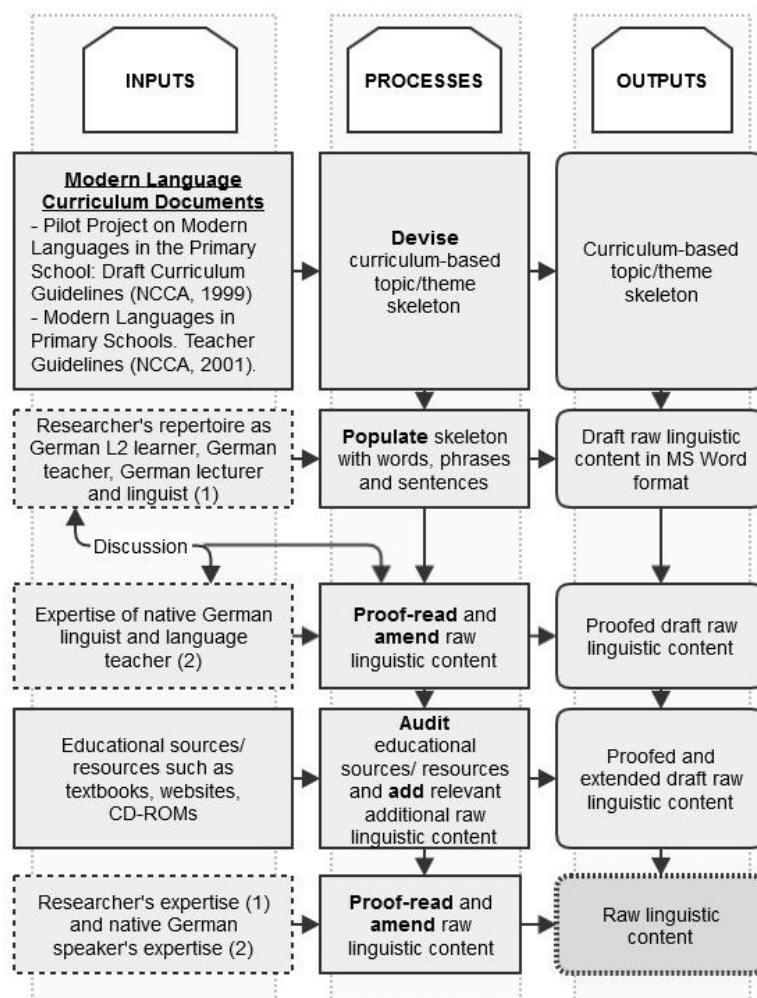 INPUTS
PROCESSES
OUTPUTS
Modern Language
Curriculum Documents
- Pilot Project on Modern
Languages in the Primary
School: Draft Curriculum
Guidelines (NCCA, 1999)
- Modern Languages in
Primary Schools. Teacher
Guidelines (NCCA, 2001).
Devise
curriculum-based
topic/theme
skeleton
Curriculum-based
topic/theme
skeleton
Researcher's repertoire as
German L2 learner, German
teacher, German lecturer
and linguist (1)
Populate skeleton
with words, phrases
and sentences
Draft raw linguistic
content in MS Word
format
Discussion
Expertise of native German
linguist and language
teacher (2)
Proof-read and
amend raw
linguistic content
Proofed draft raw
linguistic content
Educational sources/
resources such as
textbooks, websites,
CD-ROMs
Audit
educational
sources/ resources
and add relevant
additional raw
linguistic content
Proofed and
extended draft raw
linguistic content
Researcher's expertise (1)
and native German
speaker's expertise (2)
Proof-read and
amend raw
linguistic content
Raw linguistic
content